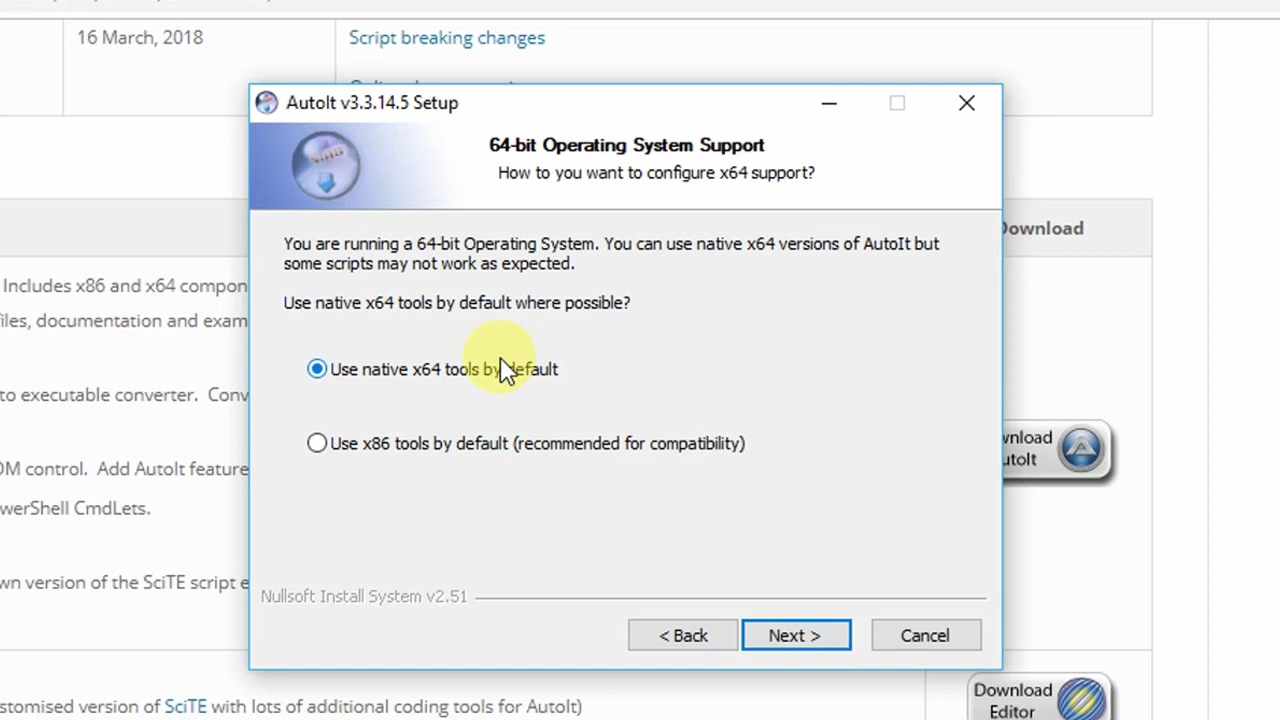 16 March, 2018
Script breaking changes
AutoIt v3.3.14.5 Setup
64-bit Operating System Support
How to you want to configure x64 support?
You are running a 64-bit Operating System. You can use native x64 versions of AutoIt but
some scripts may not work as expected.
Use native x64 tools by default where possible?
Use native x64 tools by default
Use x86 tools by default (recommended for compatibility)
Nullsoft Install System v2.51
< Back
Next >
Cancel
Download
Includes x86 and x64 compon
files, documentation and exam
to executable converter. Conv
OM control. Add AutoIt feature
werShell CmdLets.
wn version of the SciTE script e
wnload
utoIt
stomised version of SciTE with lots of additional coding tools for AutoIt)
Download
Editor